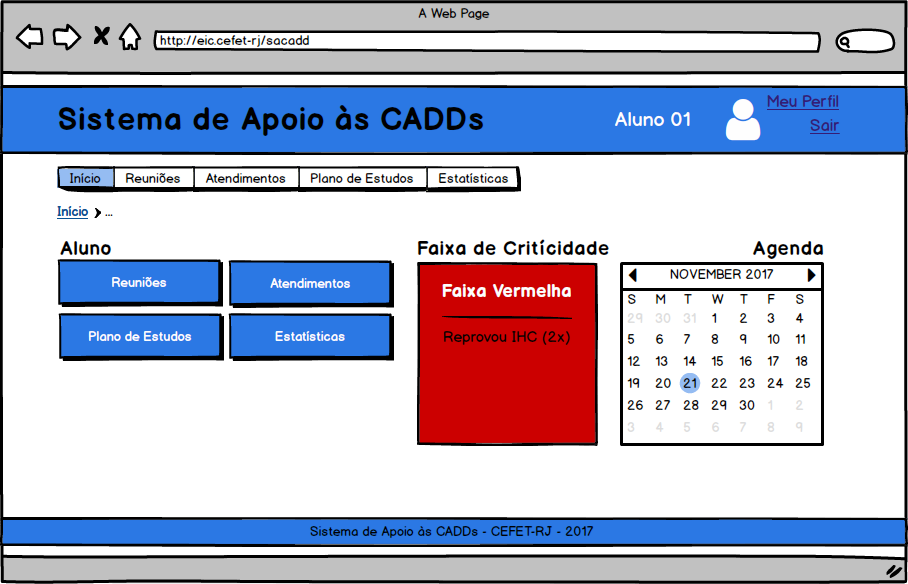 A Web Page
http://eic.cefet-rj/sacadd
Sistema de Apoio às CADDs
Aluno 01
Meu Perfil
Sair
Início Reuniões Atendimentos Plano de Estudos Estatísticas
Início > ...
Aluno
Reuniões
Atendimentos
Plano de Estudos
Estatísticas
Faixa de Critícidade
Faixa Vermelha
Reprovou IHC (2x)
Agenda
NOVEMBER 2017
S M T W T F S
29 30 31 1 2 3 4
5 6 7 8 9 10 11
12 13 14 15 16 17 18
19 20 21 22 23 24 25
26 27 28 29 30 1 2
3 4 5 6 7 8 9
Sistema de Apoio às CADDs - CEFET-RJ - 2017